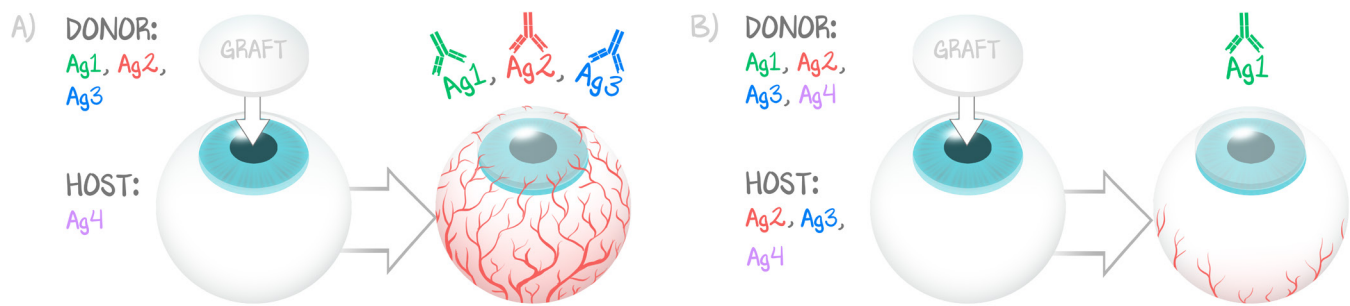 A)
DONOR:
Ag1, Ag2,
Ag3
GRAFT
HOST:
Ag4
Ag1, Ag2, Ag3
B)
DONOR:
Ag1, Ag2,
Ag3, Ag4
GRAFT
HOST:
Ag2, Ag3,
Ag4
Ag1